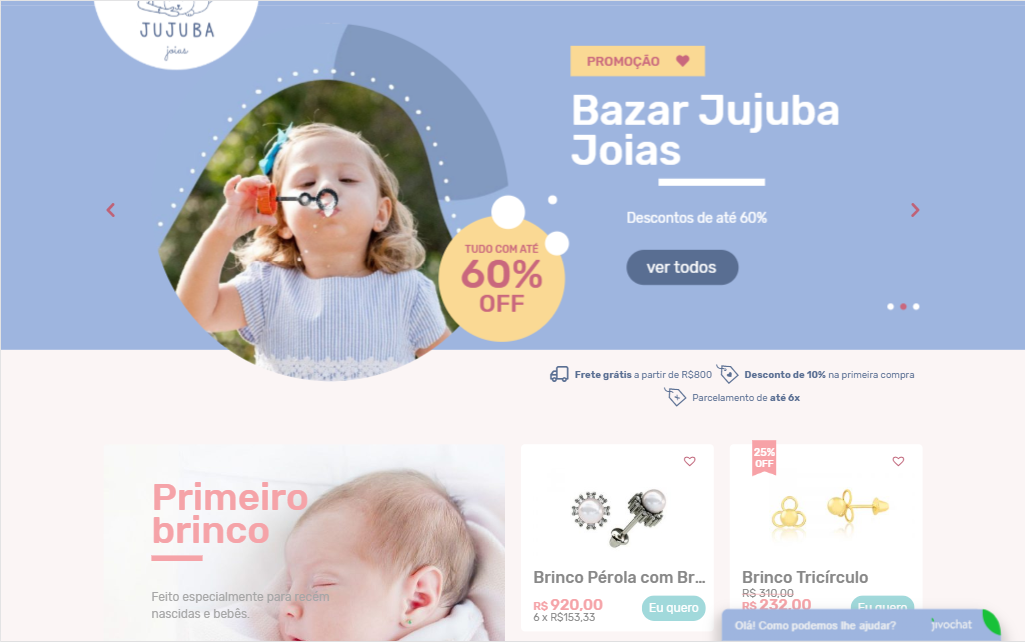 JUJUBA
joias
PROMOÇÃO
Bazar Jujuba
Joias
Descontos de até 60%
ver todos
TUDO COM ATÉ
60%
OFF
Frete grátis a partir de R$800
Desconto de 10% na primeira compra
Parcelamento de até 6x
Primeiro
brinco
Feito especialmente para recém
nascidas e bebês.
Brinco Pérola com Br...
R$ 920,00
6 x R$153,33
Eu quero
25%
OFF
Brinco Tricírculo
R$ 310,00
R$ 232,00
Eu quero
Olá! Como podemos lhe ajudar?
jivochat